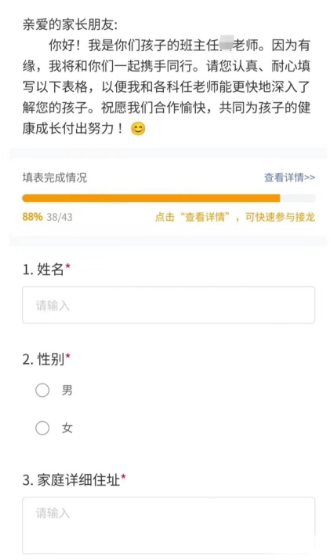 亲爱的家长朋友:
你好！我是你们孩子的班主任老师。因为有
缘，我将和你们一起携手同行。请您认真、耐心填
写以下表格，以便我和各科任老师能更快地深入了
解您的孩子。祝愿我们合作愉快，共同为孩子的健
康成长付出努力！😊
填表完成情况 查看详情>>
88% 38/43 点击“查看详情”，可快速参与接龙
1. 姓名*
请输入
2. 性别*
男
女
3. 家庭详细住址*
请输入